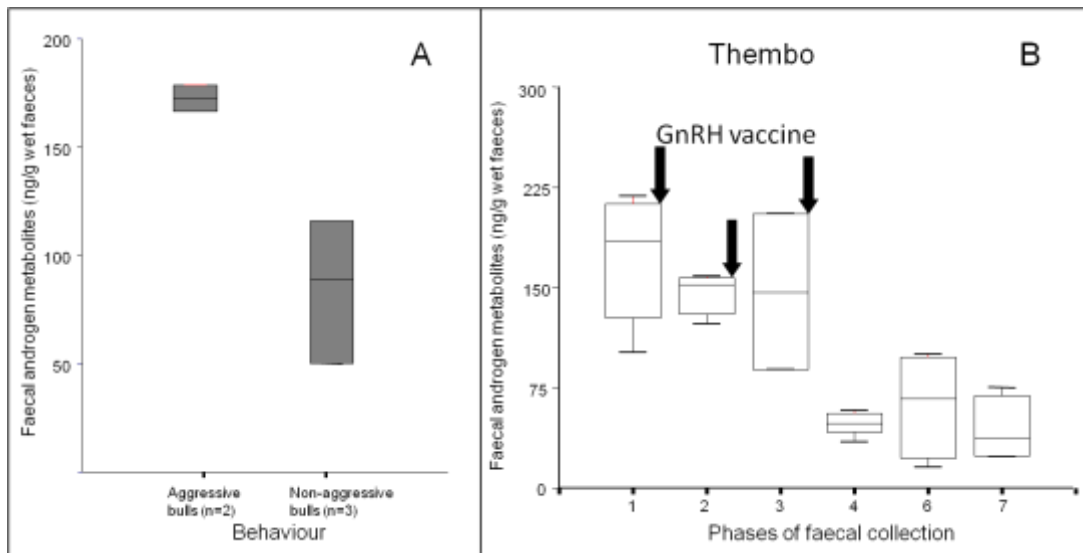 A
Faecal androgen metabolites (ng/g wet faeces)
200
150
100
50
Aggressive
bulls (n=2)
Non-aggressive
bulls (n=3)
Behaviour
Thembo
B
Faecal androgen metabolites (ng/g wet faeces)
GnRH vaccine
300
225
150
75
0
1 2 3 4 6 7
Phases of faecal collection